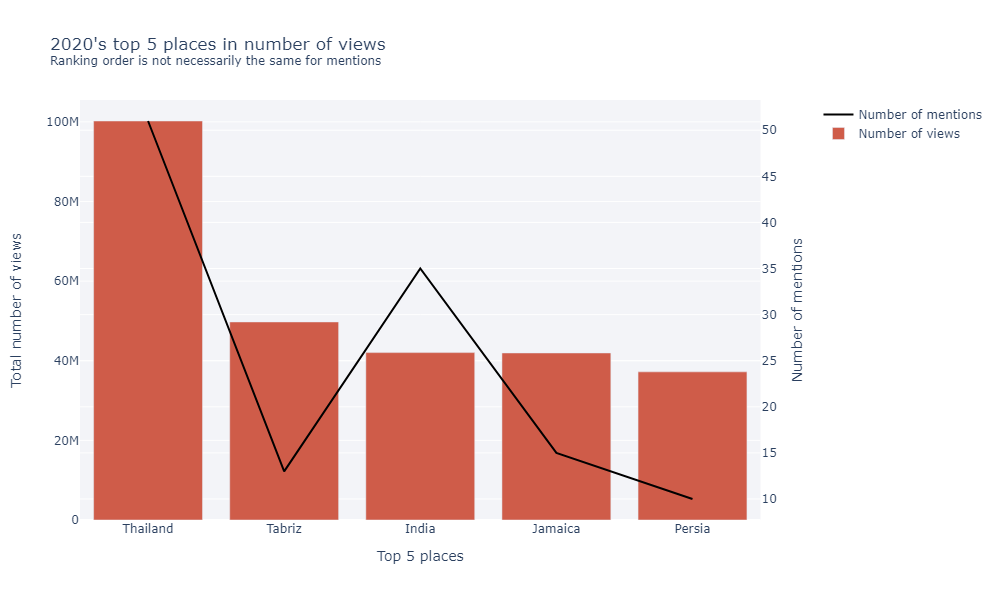 2020's top 5 places in number of views
Ranking order is not necessarily the same for mentions
Number of mentions
Number of views
100M
80M
60M
40M
20M
0
Total number of views
50
45
40
35
30
25
20
15
10
Number of mentions
Thailand
Tabriz
India
Jamaica
Persia
Top 5 places